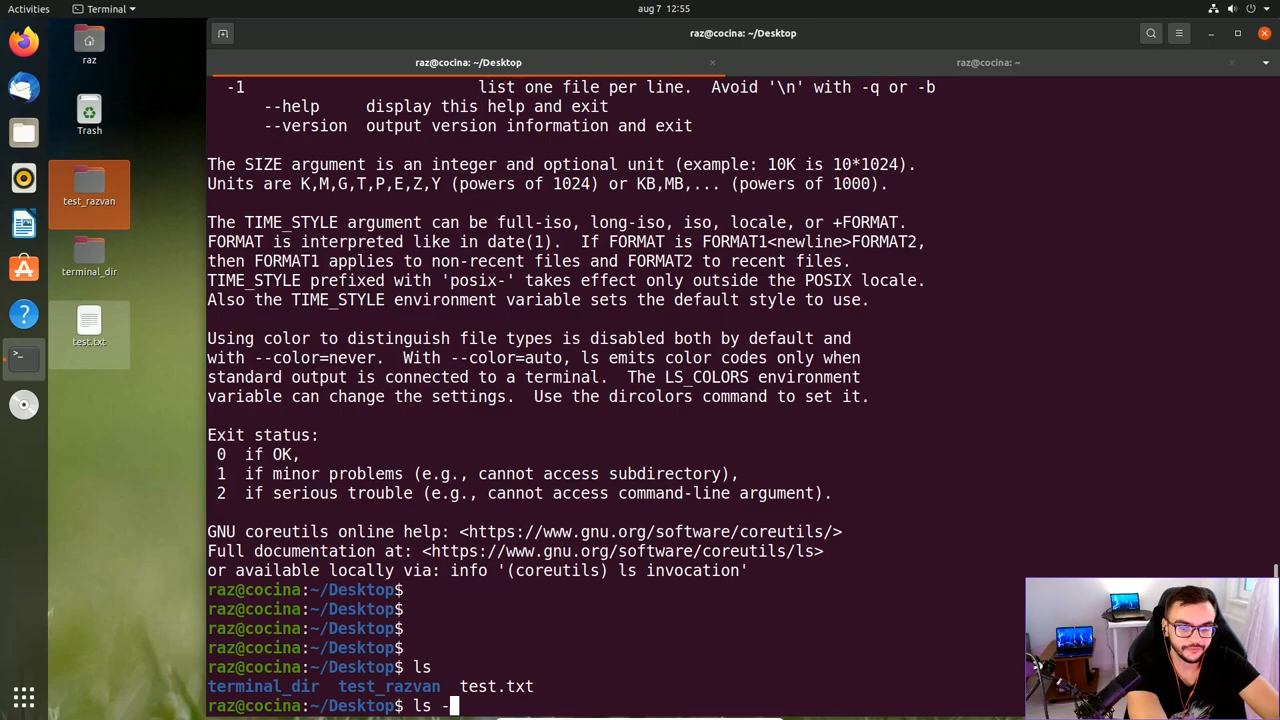 Activities
Terminal
aug 7 12:55
raz@cocina: ~/Desktop
raz@cocina: ~/Desktop
raz@cocina: ~
raz
Trash
test_razvan
terminal_dir
test.txt
-1 list one file per line. Avoid '\n' with -q or -b
--help display this help and exit
--version output version information and exit
The SIZE argument is an integer and optional unit (example: 10K is 10*1024).
Units are K,M,G,T,P,E,Z,Y (powers of 1024) or KB,MB,... (powers of 1000).
The TIME_STYLE argument can be full-iso, long-iso, iso, locale, or +FORMAT.
FORMAT is interpreted like in date(1). If FORMAT is FORMAT1<newline>FORMAT2,
then FORMAT1 applies to non-recent files and FORMAT2 to recent files.
TIME_STYLE prefixed with 'posix-' takes effect only outside the POSIX locale.
Also the TIME_STYLE environment variable sets the default style to use.
Using color to distinguish file types is disabled both by default and
with --color=never. With --color=auto, ls emits color codes only when
standard output is connected to a terminal. The LS_COLORS environment
variable can change the settings. Use the dircolors command to set it.
Exit status:
0 if OK,
1 if minor problems (e.g., cannot access subdirectory),
2 if serious trouble (e.g., cannot access command-line argument).
GNU coreutils online help: <https://www.gnu.org/software/coreutils/>
Full documentation at: <https://www.gnu.org/software/coreutils/ls>
or available locally via: info '(coreutils) ls invocation'
raz@cocina:~/Desktop$
raz@cocina:~/Desktop$
raz@cocina:~/Desktop$
raz@cocina:~/Desktop$
raz@cocina:~/Desktop$ ls
terminal_dir test_razvan test.txt
raz@cocina:~/Desktop$ ls -